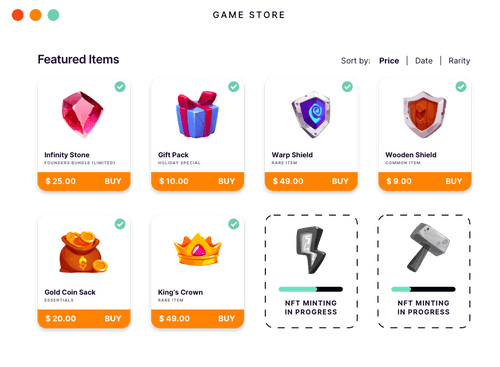 GAME STORE
Featured Items
Sort by: Price | Date | Rarity
Infinity Stone
FOUNDERS BUNDLE (LIMITED)
$ 25.00 BUY
Gift Pack
HOLIDAY SPECIAL
$ 10.00 BUY
Warp Shield
RARE ITEM
$ 49.00 BUY
Wooden Shield
COMMON ITEM
$ 9.00 BUY
Gold Coin Sack
ESSENTIALS
$ 20.00 BUY
King's Crown
RARE ITEM
$ 49.00 BUY
NFT MINTING
IN PROGRESS
NFT MINTING
IN PROGRESS